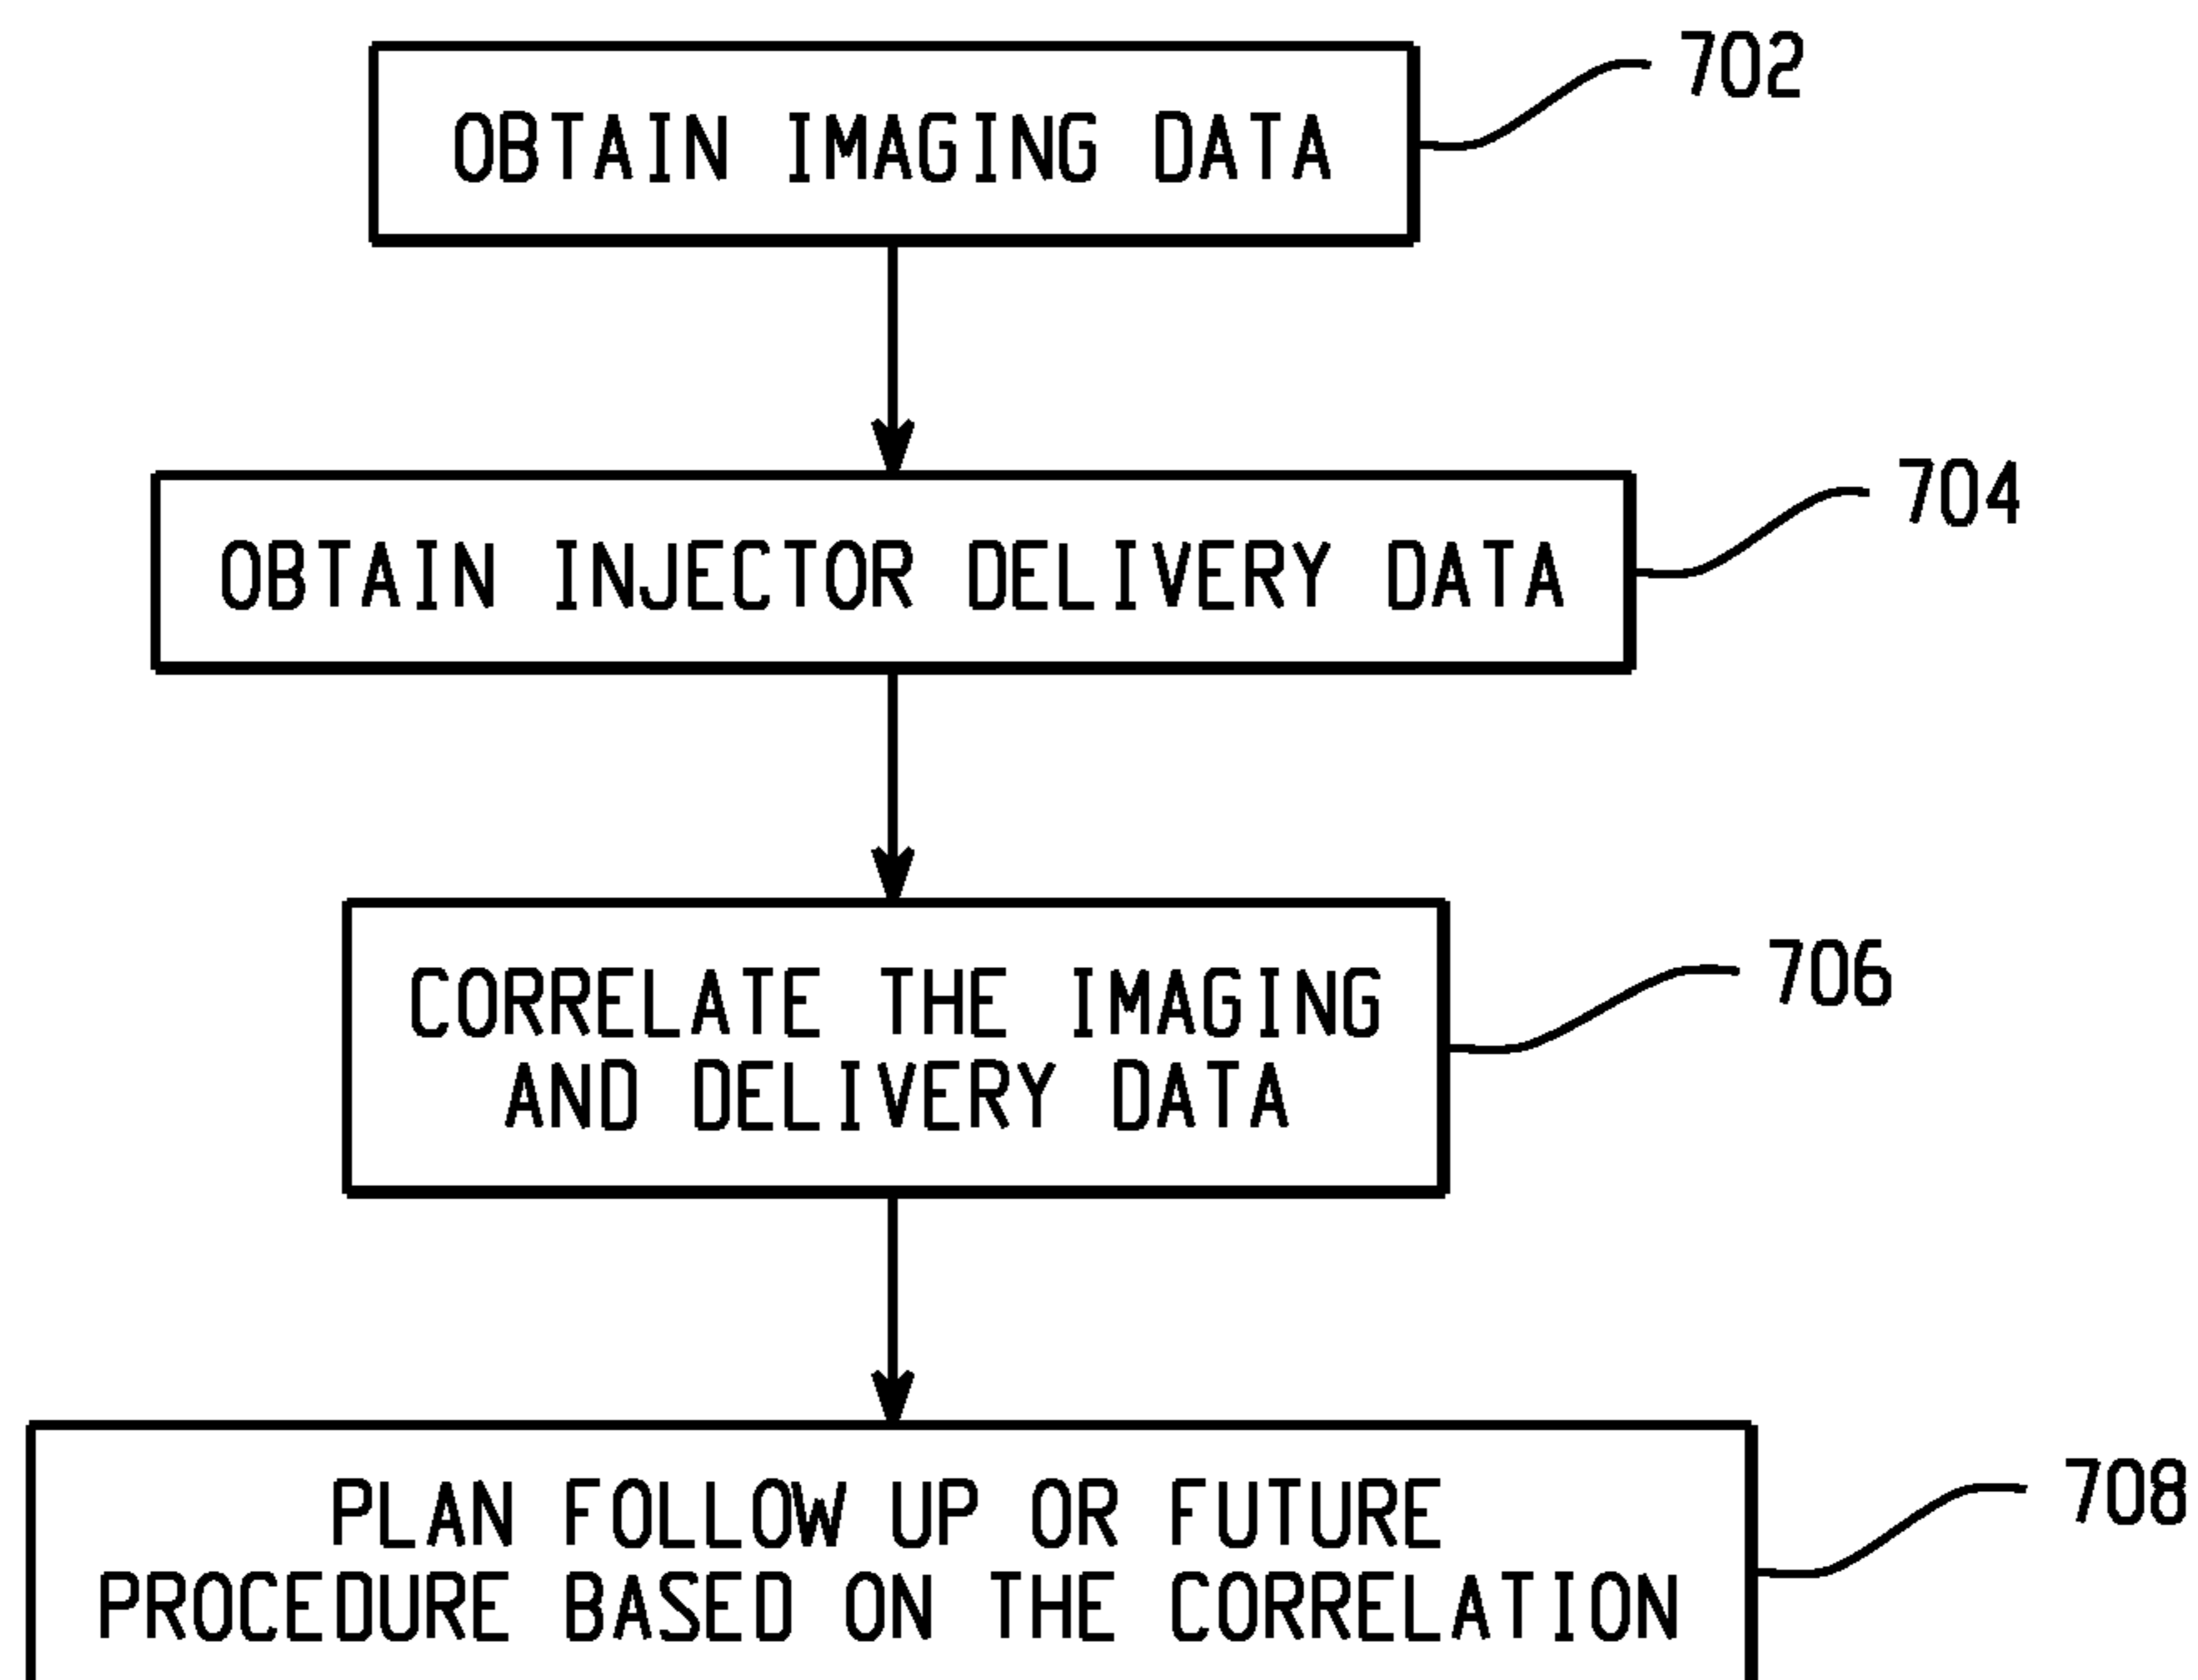 OBTAIN IMAGING DATA
702
OBTAIN INJECTOR DELIVERY DATA
704
CORRELATE THE IMAGING
AND DELIVERY DATA
706
PLAN FOLLOW UP OR FUTURE
PROCEDURE BASED ON THE CORRELATION
708